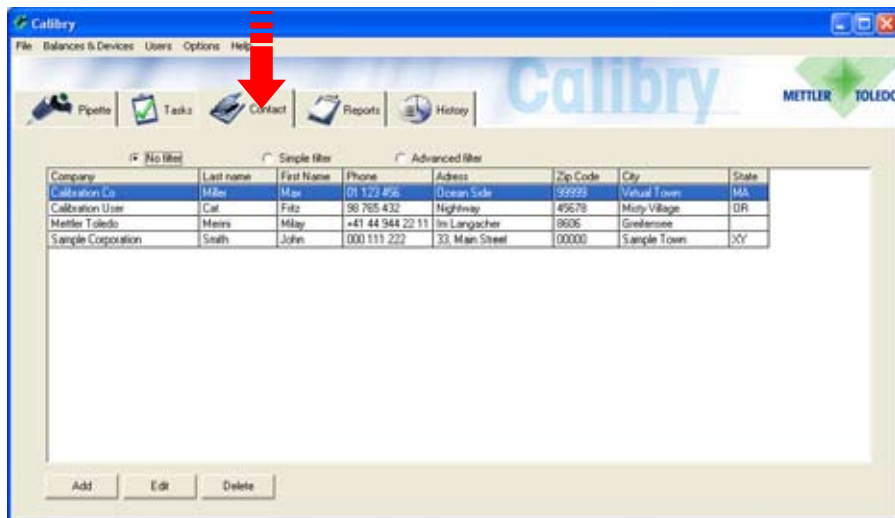 Calibry
File Balances & Devices Users Options Help
Calibry
METTLER TOLEDO
Pipette Tasks Contact Reports History
No filter Simple filter Advanced filter
Company Last name First Name Phone Adress Zip Code City State
Calibration Co. Miller Max 01 123 456 Ocean Side 99999 Virtual Town MA
Calibration User Cat Fritz 98 765 432 Nightway 45678 Misty Village OR
Mettler Toledo Merini Milay +41 44 944 22 11 Im Langacher 8606 Greifensee
Sample Corporation Smith John 000 111 222 33, Main Street 00000 Sample Town XY
Add Edit Delete